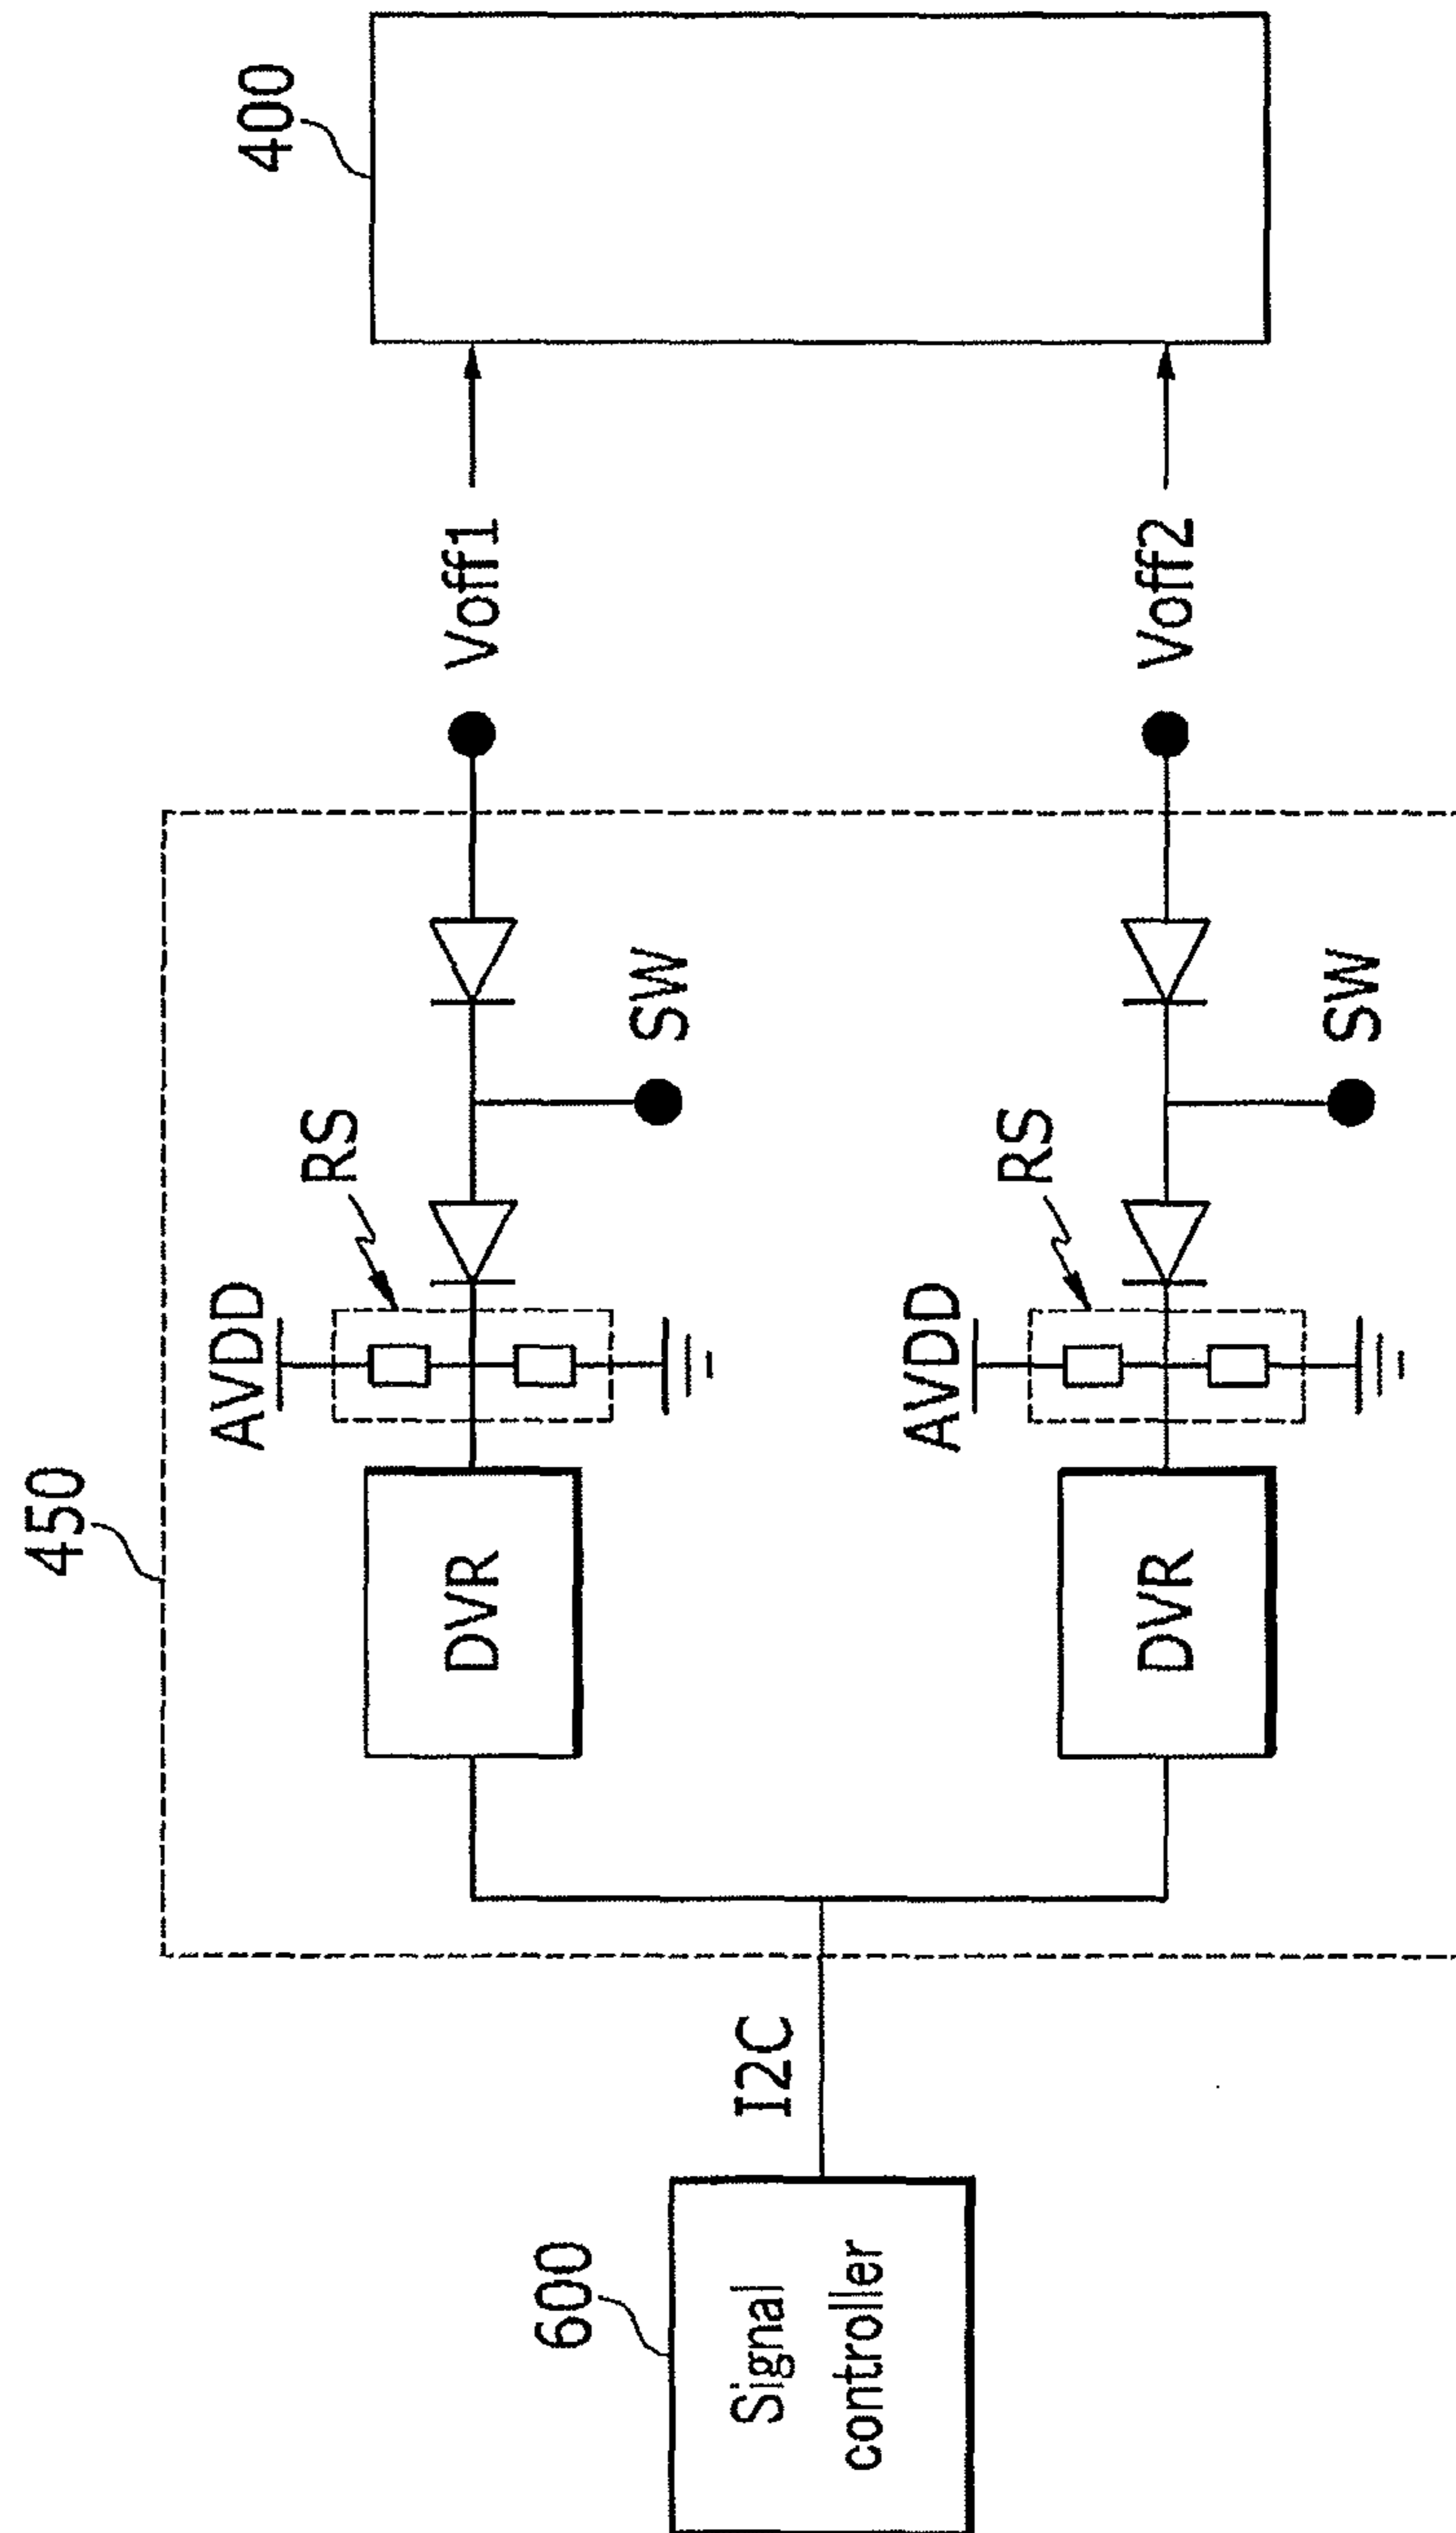 450
400
AVDD
RS
DVR
Voff1
SW
600
Signal
controller
I2C
AVDD
RS
DVR
Voff2
SW